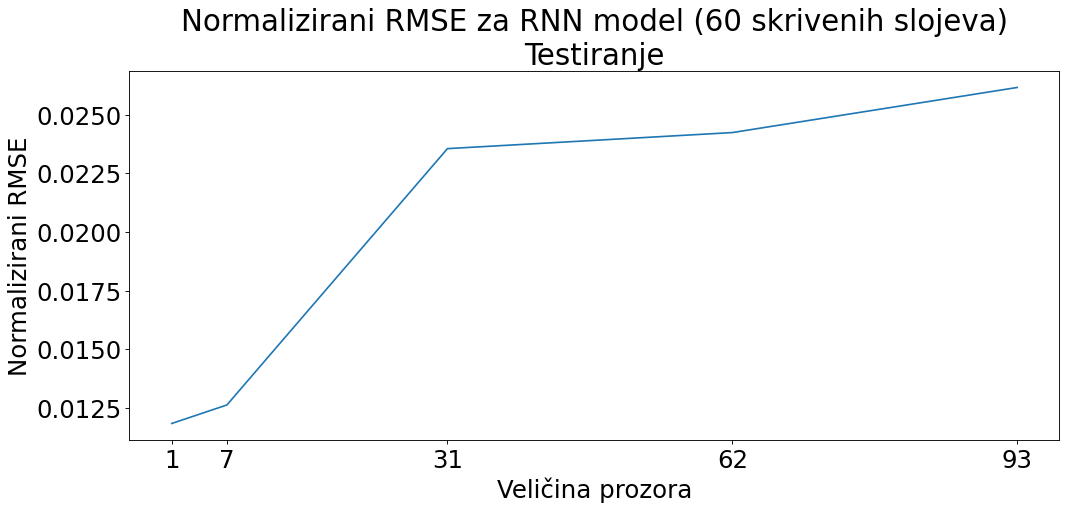 Normalizirani RMSE za RNN model (60 skrivenih slojeva)
Testiranje
Normalizirani RMSE
0.0250
0.0225
0.0200
0.0175
0.0150
0.0125
1 7 31 62 93
Veličina prozora